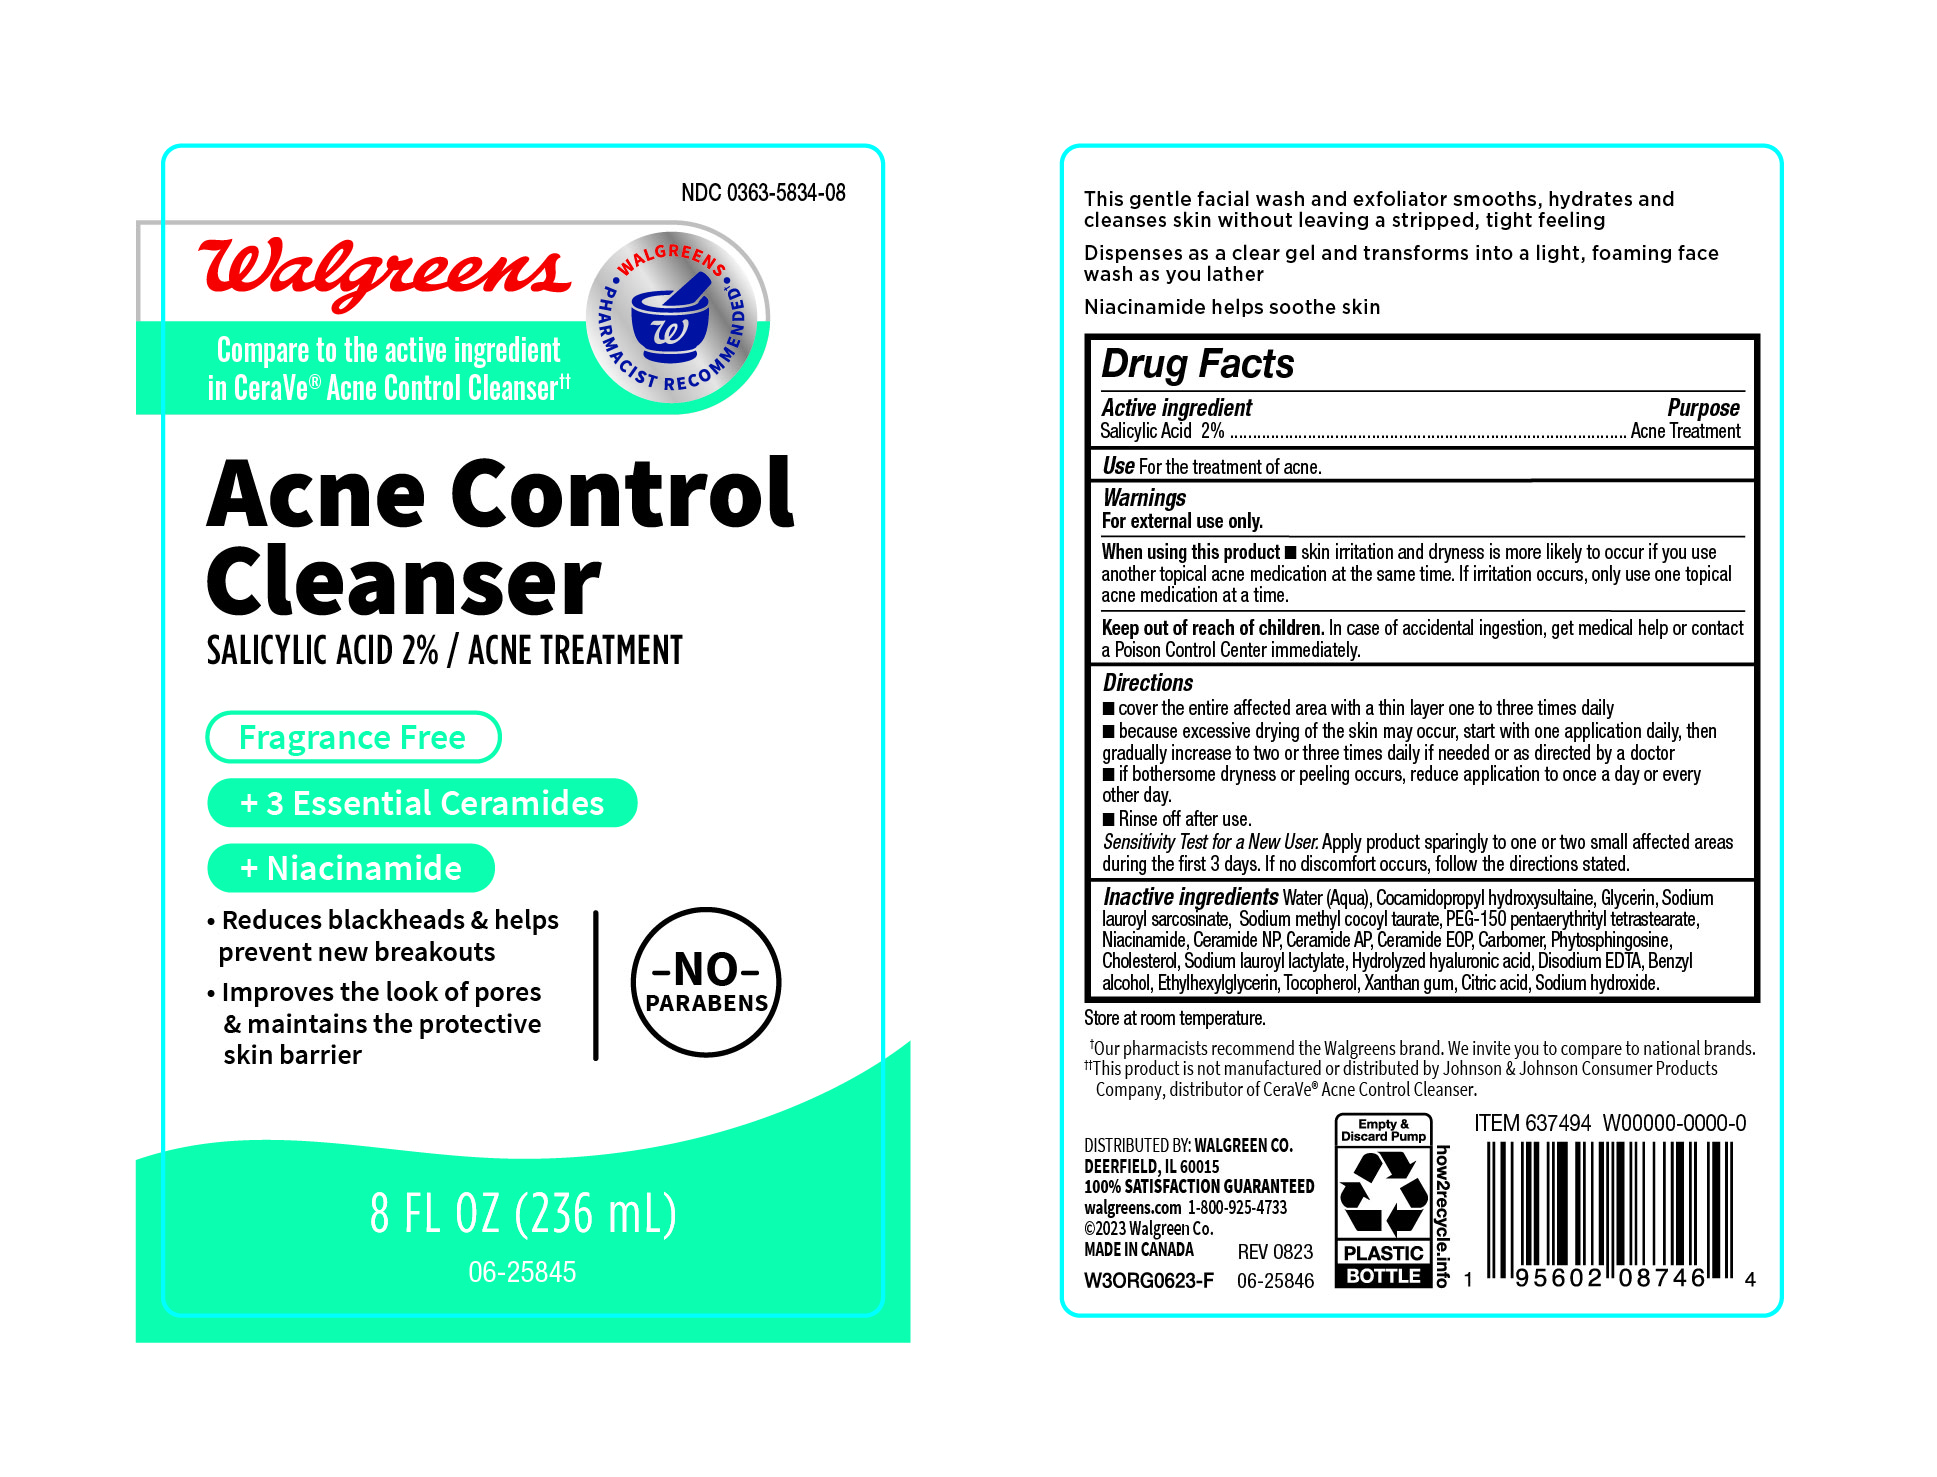 NDC 0363-5834-08
Walgreens
• WALGREENS •
PHARMACIST RECOMMENDED†
W
Compare to the active ingredient
in CeraVe® Acne Control Cleanser††
Acne Control
Cleanser
SALICYLIC ACID 2% / ACNE TREATMENT
Fragrance Free
+ 3 Essential Ceramides
+ Niacinamide
• Reduces blackheads & helps
prevent new breakouts
• Improves the look of pores
& maintains the protective
skin barrier
–NO–
PARABENS
8 FL OZ (236 mL)
06-25845
This gentle facial wash and exfoliator smooths, hydrates and
cleanses skin without leaving a stripped, tight feeling
Dispenses as a clear gel and transforms into a light, foaming face
wash as you lather
Niacinamide helps soothe skin
Drug Facts
Active ingredient Purpose
Salicylic Acid 2% ........................................................................................ Acne Treatment
Use For the treatment of acne.
Warnings
For external use only.
When using this product ■ skin irritation and dryness is more likely to occur if you use
another topical acne medication at the same time. If irritation occurs, only use one topical
acne medication at a time.
Keep out of reach of children. In case of accidental ingestion, get medical help or contact
a Poison Control Center immediately.
Directions
■ cover the entire affected area with a thin layer one to three times daily
■ because excessive drying of the skin may occur, start with one application daily, then
gradually increase to two or three times daily if needed or as directed by a doctor
■ if bothersome dryness or peeling occurs, reduce application to once a day or every
other day.
■ Rinse off after use.
Sensitivity Test for a New User. Apply product sparingly to one or two small affected areas
during the first 3 days. If no discomfort occurs, follow the directions stated.
Inactive ingredients Water (Aqua), Cocamidopropyl hydroxysultaine, Glycerin, Sodium
lauroyl sarcosinate, Sodium methyl cocoyl taurate, PEG-150 pentaerythrityl tetrastearate,
Niacinamide, Ceramide NP, Ceramide AP, Ceramide EOP, Carbomer, Phytosphingosine,
Cholesterol, Sodium lauroyl lactylate, Hydrolyzed hyaluronic acid, Disodium EDTA, Benzyl
alcohol, Ethylhexylglycerin, Tocopherol, Xanthan gum, Citric acid, Sodium hydroxide.
Store at room temperature.
†Our pharmacists recommend the Walgreens brand. We invite you to compare to national brands.
††This product is not manufactured or distributed by Johnson & Johnson Consumer Products
Company, distributor of CeraVe® Acne Control Cleanser.
DISTRIBUTED BY: WALGREEN CO.
DEERFIELD, IL 60015
100% SATISFACTION GUARANTEED
walgreens.com 1-800-925-4733
©2023 Walgreen Co.
MADE IN CANADA REV 0823
W3ORG0623-F 06-25846
Empty &
Discard Pump
PLASTIC
BOTTLE
how2recycle.info
ITEM 637494 W00000-0000-0
1 95602 08746 4